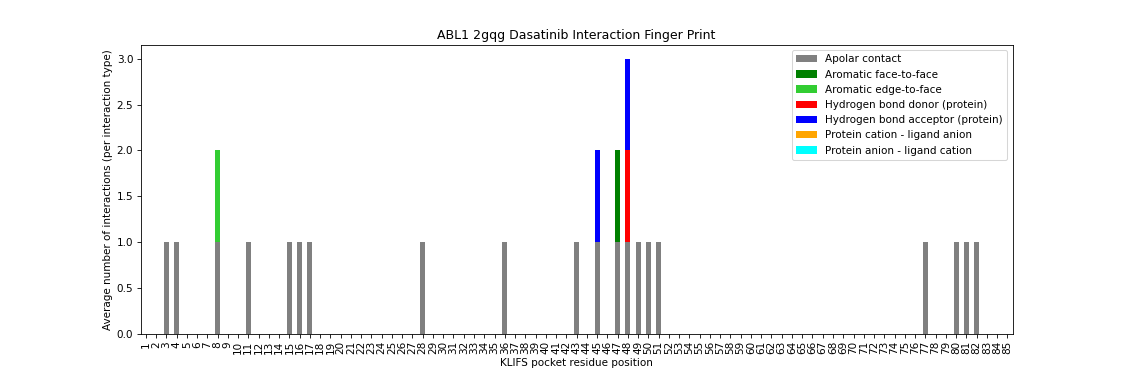 ABL1 2gqg Dasatinib Interaction Finger Print
Average number of interactions (per interaction type)
3.0
2.5
2.0
1.5
1.0
0.5
0.0
Apolar contact
Aromatic face-to-face
Aromatic edge-to-face
Hydrogen bond donor (protein)
Hydrogen bond acceptor (protein)
Protein cation - ligand anion
Protein anion - ligand cation
1 2 3 4 5 6 7 8 9 10 11 12 13 14 15 16 17 18 19 20 21 22 23 24 25 26 27 28 29 30 31 32 33 34 35 36 37 38 39 40 41 42 43 44 45 46 47 48 49 50 51 52 53 54 55 56 57 58 59 60 61 62 63 64 65 66 67 68 69 70 71 72 73 74 75 76 77 78 79 80 81 82 83 84 85
KLIFS pocket residue position